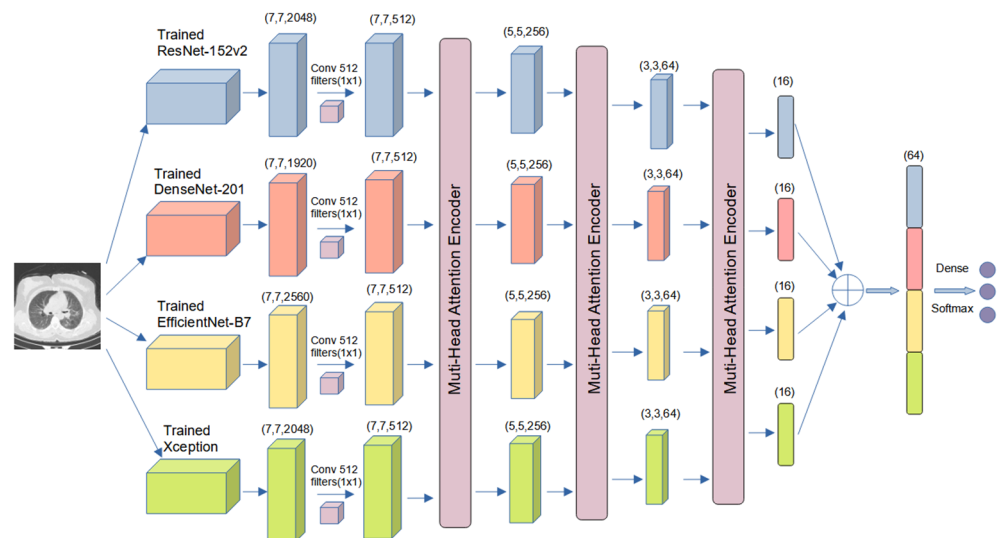 Trained
ResNet-152v2
(7,7,2048)
Conv 512
filters(1x1)
(7,7,512)
(5,5,256)
(3,3,64)
(16)
Trained
DenseNet-201
(7,7,1920)
Conv 512
filters(1x1)
(7,7,512)
(5,5,256)
(3,3,64)
(16)
Trained
EfficientNet-B7
(7,7,2560)
Conv 512
filters(1x1)
(7,7,512)
(5,5,256)
(3,3,64)
(16)
Trained
Xception
(7,7,2048)
Conv 512
filters(1x1)
(7,7,512)
(5,5,256)
(3,3,64)
(16)
Muti-Head Attention Encoder
Muti-Head Attention Encoder
Muti-Head Attention Encoder
(64)
Dense
Softmax